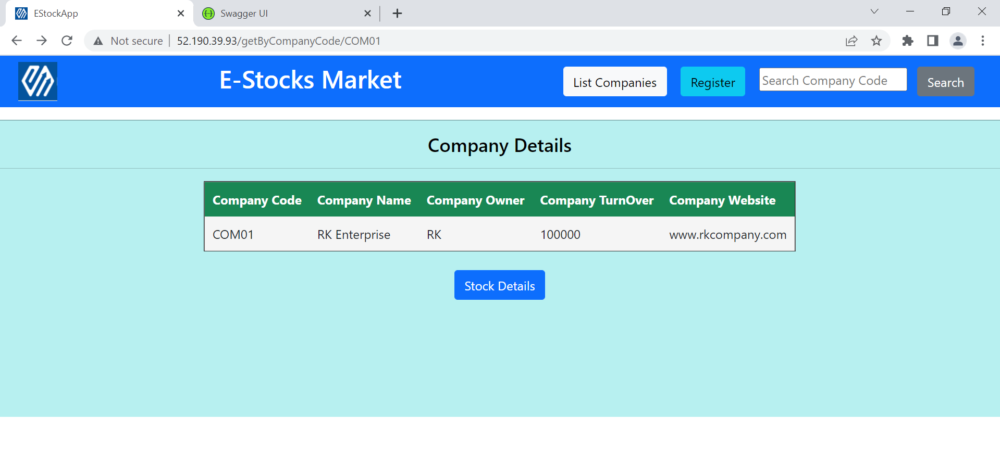 EStockApp
Swagger UI
Not secure
52.190.39.93/getByCompanyCode/COM01
E-Stocks Market
List Companies
Register
Search Company Code
Search
Company Details
Company Code Company Name Company Owner Company TurnOver Company Website
COM01 RK Enterprise RK 100000 www.rkcompany.com
Stock Details